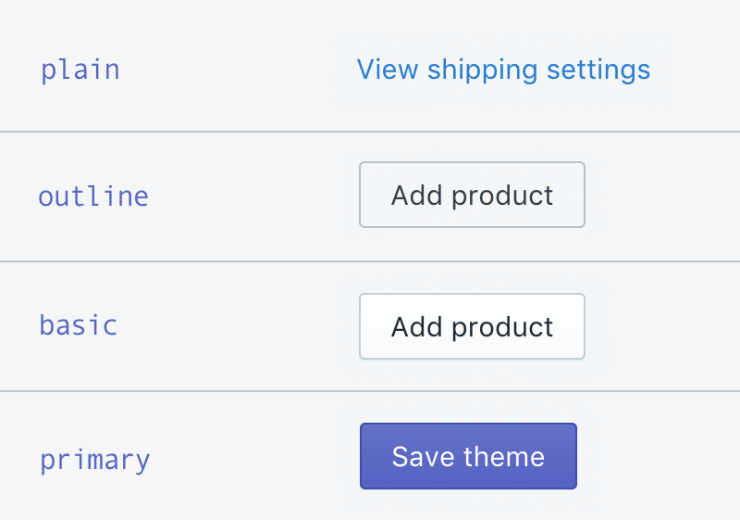 plain View shipping settings
outline Add product
basic Add product
primary Save theme